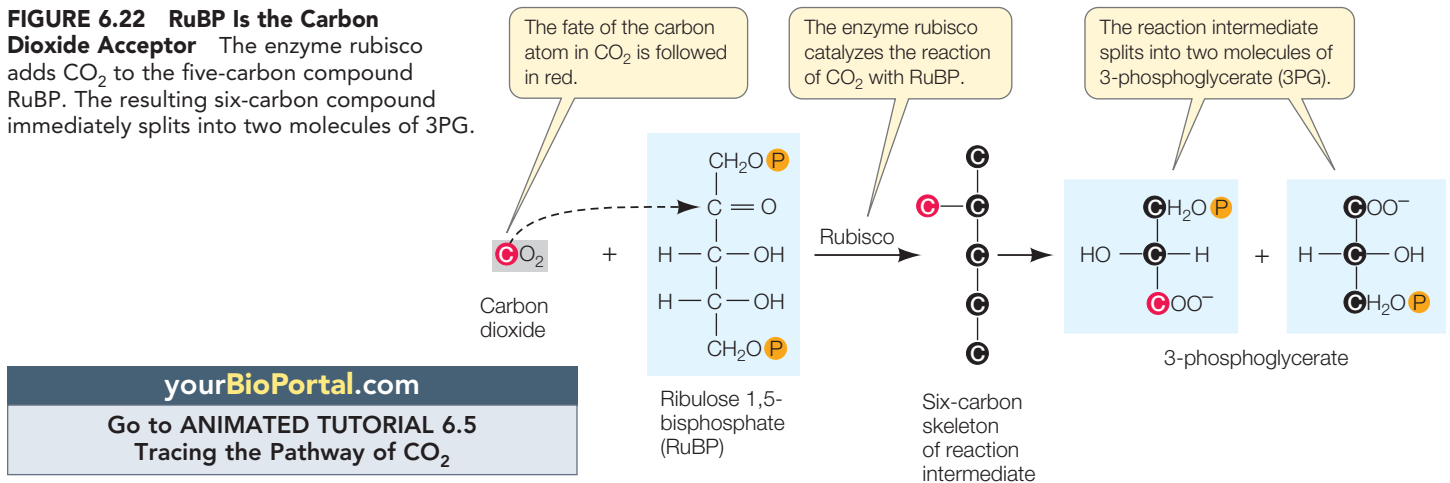 FIGURE 6.22 RuBP Is the Carbon
Dioxide Acceptor The enzyme rubisco
adds CO₂ to the five-carbon compound
RuBP. The resulting six-carbon compound
immediately splits into two molecules of 3PG.
The fate of the carbon
atom in CO₂ is followed
in red.
The enzyme rubisco
catalyzes the reaction
of CO₂ with RuBP.
The reaction intermediate
splits into two molecules of
3-phosphoglycerate (3PG).
CO₂
Carbon
dioxide
+
CH₂O P
C = O
H — C — OH
H — C — OH
CH₂O P
Ribulose 1,5-
bisphosphate
(RuBP)
Rubisco
C
C — C
C
C
C
Six-carbon
skeleton
of reaction
intermediate
CH₂O P
HO — C — H
COO⁻
+
COO⁻
H — C — OH
CH₂O P
3-phosphoglycerate
yourBioPortal.com
Go to ANIMATED TUTORIAL 6.5
Tracing the Pathway of CO₂